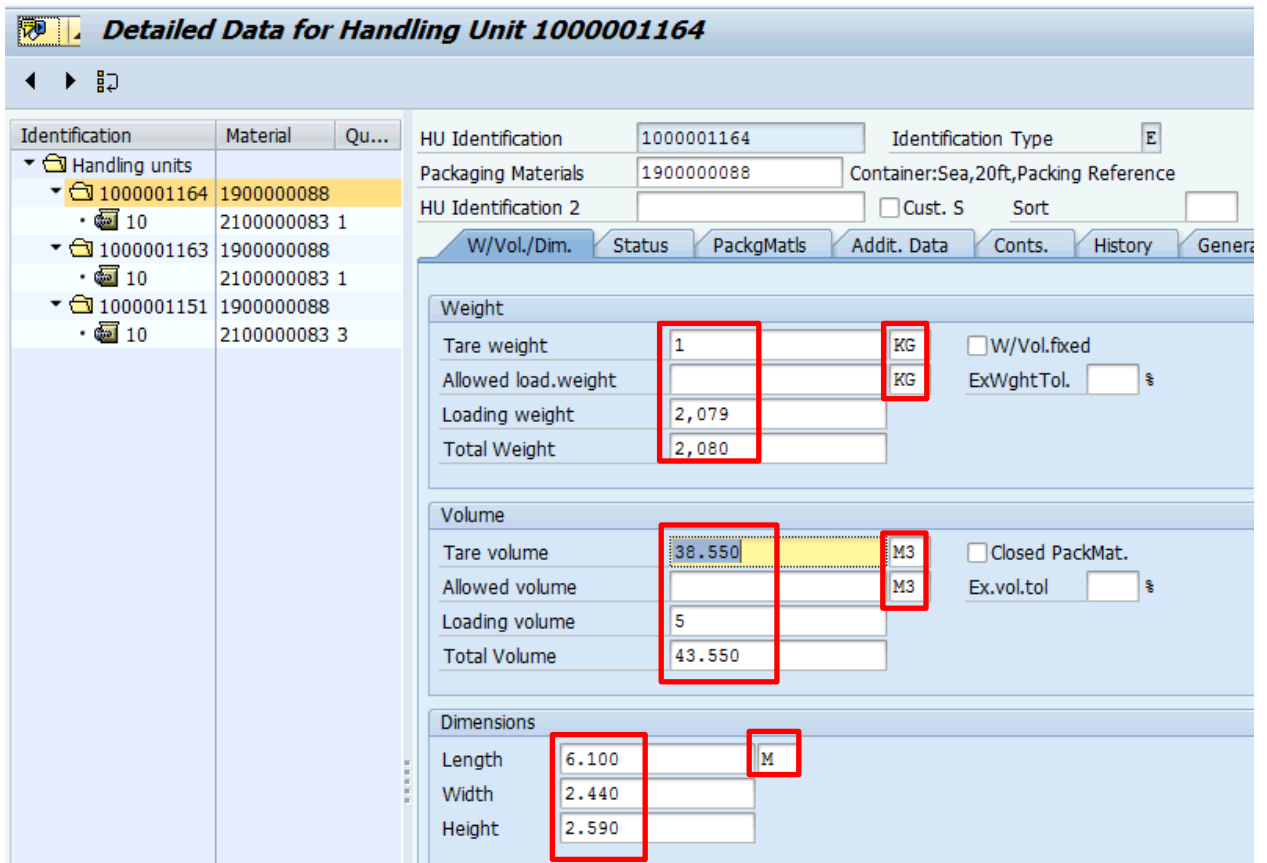 Detailed Data for Handling Unit 1000001164
Identification Material Qu...
Handling units
1000001164 1900000088
10 2100000083 1
1000001163 1900000088
10 2100000083 1
1000001151 1900000088
10 2100000083 3
HU Identification 1000001164 Identification Type E
Packaging Materials 1900000088 Container:Sea,20ft,Packing Reference
HU Identification 2 Cust. S Sort
W/Vol./Dim. Status PackgMatls Addit. Data Conts. History Genera
Weight
Tare weight 1 KG W/Vol.fixed
Allowed load.weight KG ExWghtTol. %
Loading weight 2,079
Total Weight 2,080
Volume
Tare volume 38.550 M3 Closed PackMat.
Allowed volume M3 Ex.vol.tol %
Loading volume 5
Total Volume 43.550
Dimensions
Length 6.100 M
Width 2.440
Height 2.590